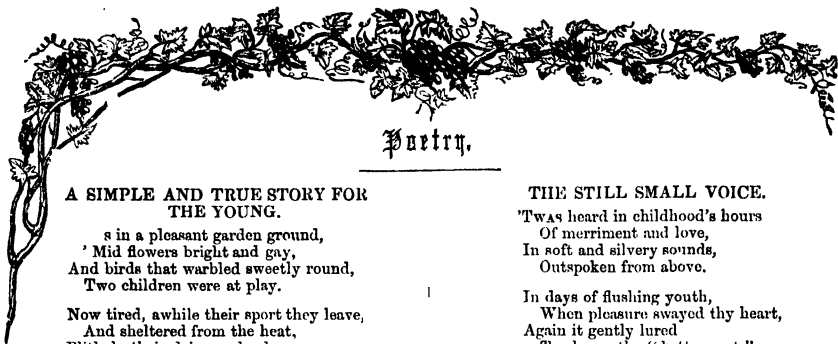 Poetry.
A SIMPLE AND TRUE STORY FOR
THE YOUNG.
s in a pleasant garden ground,
' Mid flowers bright and gay,
And birds that warbled sweetly round,
Two children were at play.
Now tired, awhile their sport they leave,
And sheltered from the heat,
THE STILL SMALL VOICE.
'TWAS heard in childhood's hours
Of merriment and love,
In soft and silvery sounds,
Outspoken from above.
In days of flushing youth,
When pleasure swayed thy heart,
Again it gently lured